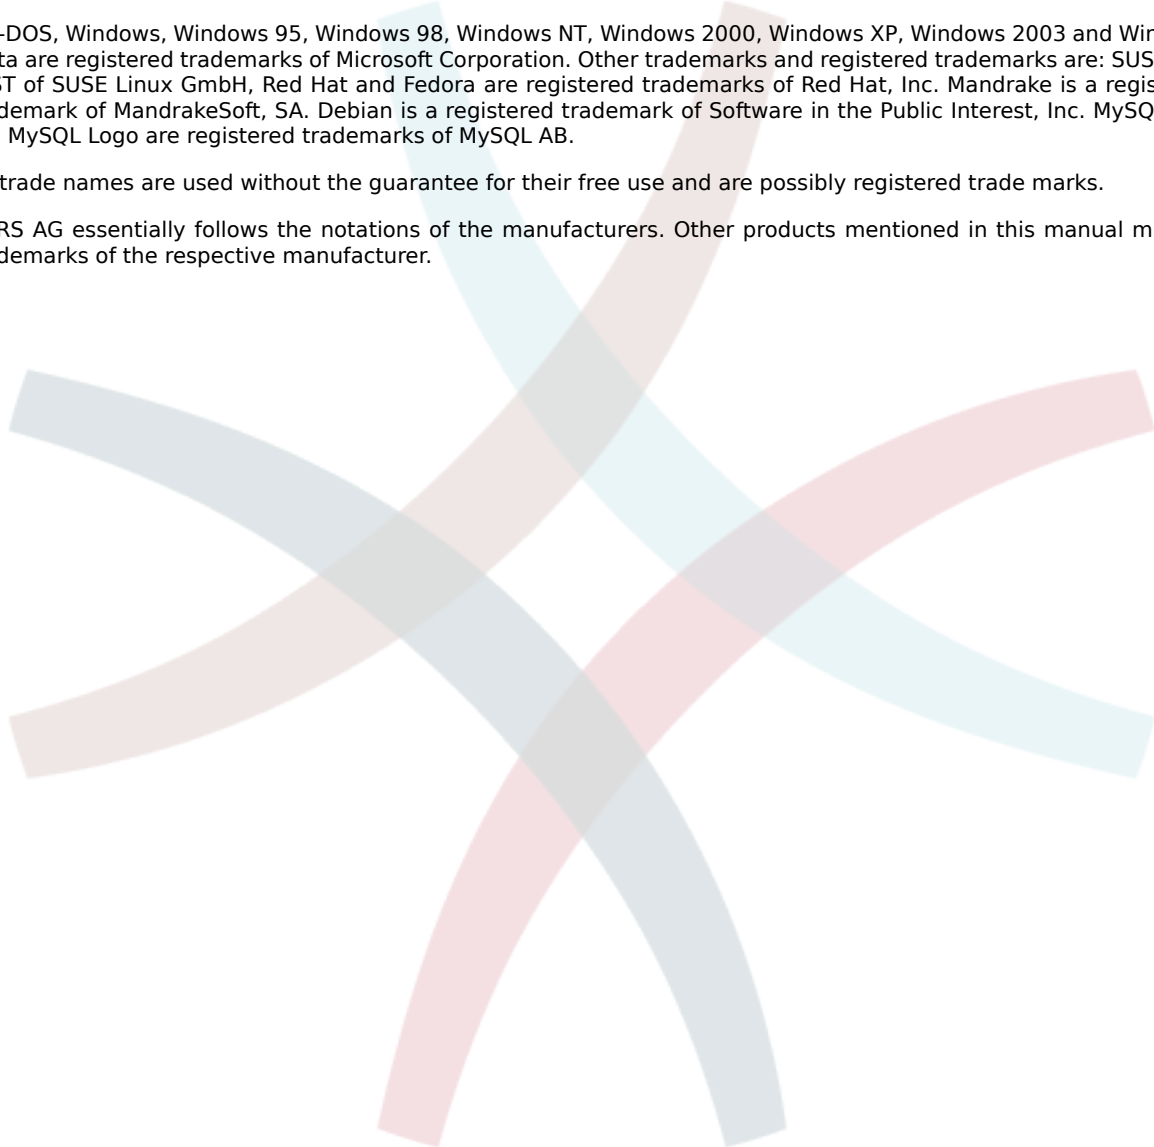 -DOS, Windows, Windows 95, Windows 98, Windows NT, Windows 2000, Windows XP, Windows 2003 and Win
ta are registered trademarks of Microsoft Corporation. Other trademarks and registered trademarks are: SUS
ST of SUSE Linux GmbH, Red Hat and Fedora are registered trademarks of Red Hat, Inc. Mandrake is a regis
demark of MandrakeSoft, SA. Debian is a registered trademark of Software in the Public Interest, Inc. MySQ
MySQL Logo are registered trademarks of MySQL AB.
trade names are used without the guarantee for their free use and are possibly registered trade marks.
RS AG essentially follows the notations of the manufacturers. Other products mentioned in this manual m
demarks of the respective manufacturer.